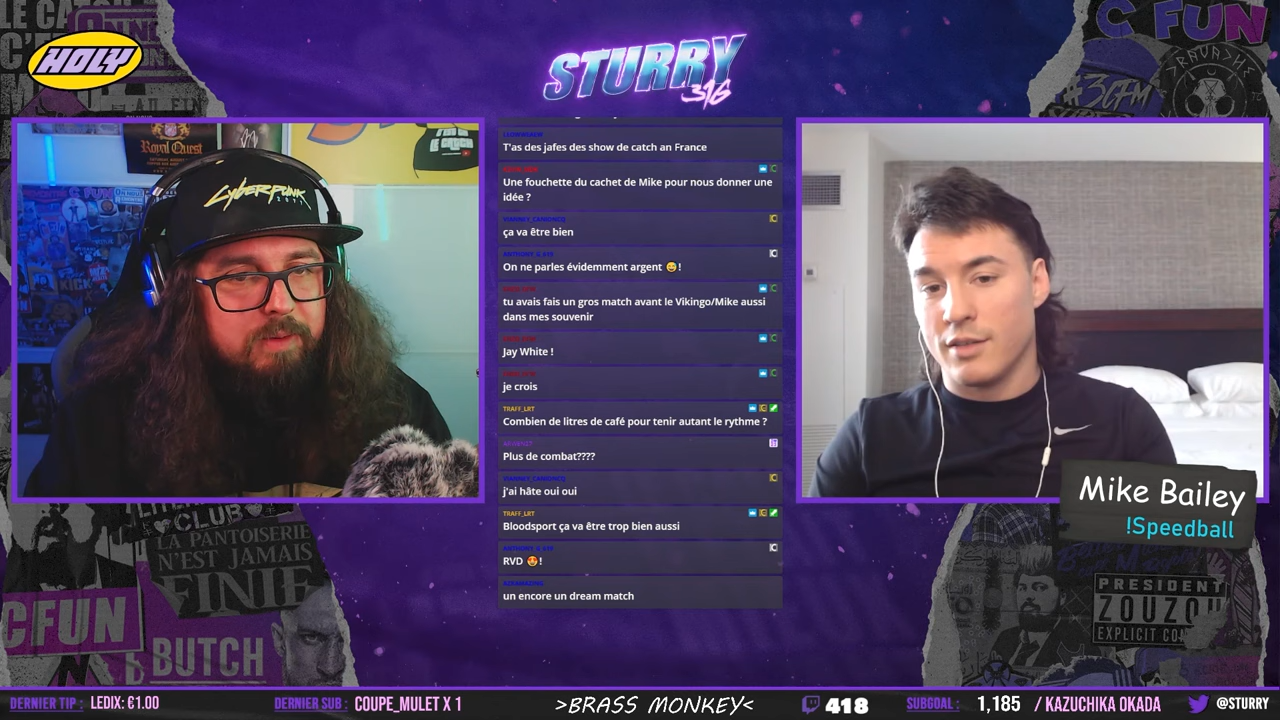 HOLY
STURRY
316
C FUN
#3CFM
Royal Quest
CYBERPUNK
T'as des jafes des show de catch an France
Une fouchette du cachet de Mike pour nous donner une
idée ?
ça va être bien
On ne parles évidemment argent 😅 !
tu avais fais un gros match avant le Vikingo/Mike aussi
dans mes souvenir
Jay White !
je crois
TRAFF_LRT
Combien de litres de café pour tenir autant le rythme ?
Plus de combat????
j'ai hâte oui oui
TRAFF_LRT
Bloodsport ça va être trop bien aussi
RVD 😍 !
un encore un dream match
Mike Bailey
!Speedball
CLUB
LA PANTOISERIE
N'EST JAMAIS
FINIE
CFUN
BUTCH
PRESIDENT
ZOUZOU
DERNIER TIP : LEDIX: €1.00
DERNIER SUB : COUPE_MULET X 1
>BRASS MONKEY<
418
SUBGOAL : 1,185 / KAZUCHIKA OKADA
@STURRY